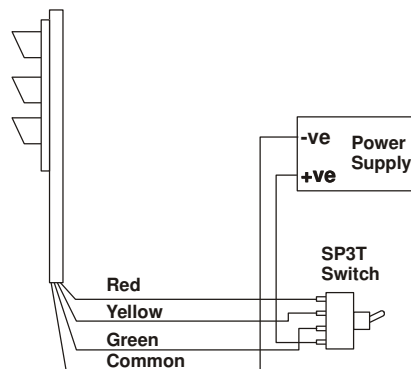 -ve
Power
Supply
+ve
SP3T
Switch
Red
Yellow
Green
Common